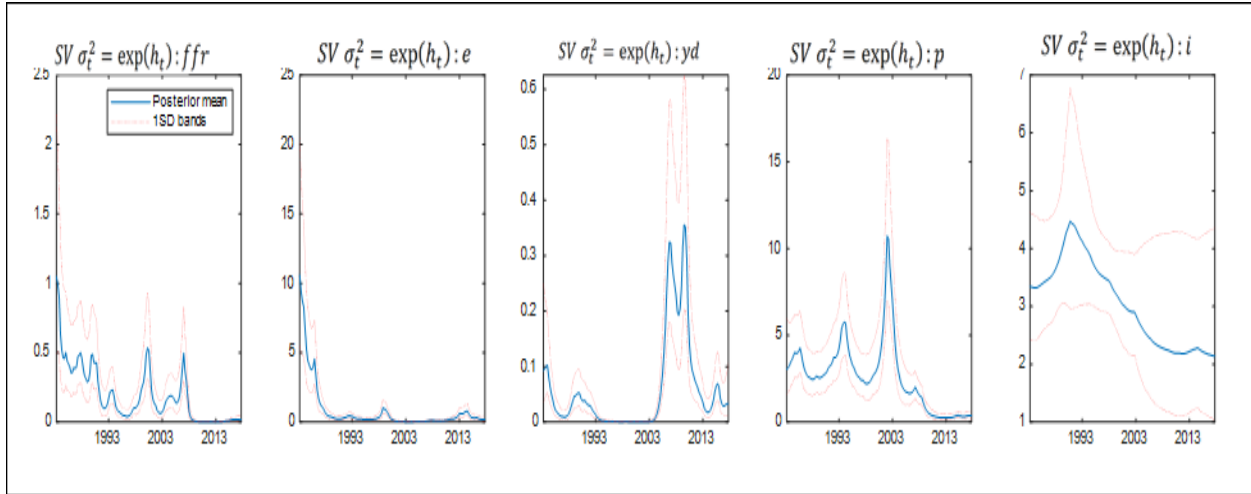 SV σ_t^2 = exp(h_t): ffr
SV σ_t^2 = exp(h_t): e
SV σ_t^2 = exp(h_t): yd
SV σ_t^2 = exp(h_t): p
SV σ_t^2 = exp(h_t): i
Posterior mean
1SD bands
2.5
2
1.5
1
0.5
0
1993 2003 2013
25
20
15
10
5
0
1993 2003 2013
0.6
0.5
0.4
0.3
0.2
0.1
0
1993 2003 2013
20
15
10
5
0
1993 2003 2013
7
6
5
4
3
2
1
1993 2003 2013